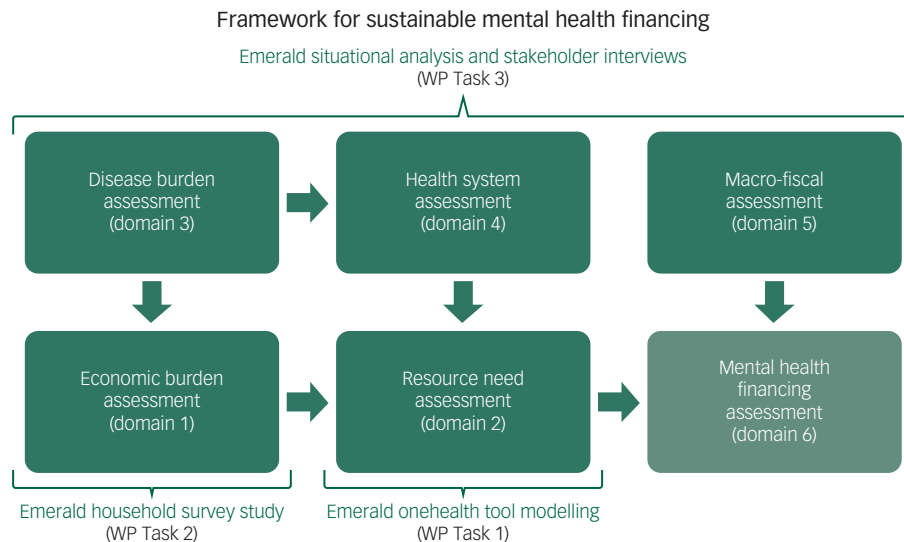 Framework for sustainable mental health financing
Emerald situational analysis and stakeholder interviews
(WP Task 3)
Disease burden
assessment
(domain 3)
Health system
assessment
(domain 4)
Macro-fiscal
assessment
(domain 5)
Economic burden
assessment
(domain 1)
Resource need
assessment
(domain 2)
Mental health
financing
assessment
(domain 6)
Emerald household survey study
(WP Task 2)
Emerald onehealth tool modelling
(WP Task 1)